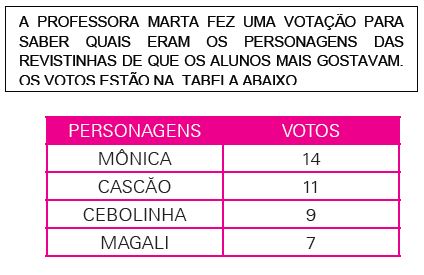 A PROFESSORA MARTA FEZ UMA VOTAÇÃO PARA
SABER QUAIS ERAM OS PERSONAGENS DAS
REVISTINHAS DE QUE OS ALUNOS MAIS GOSTAVAM.
OS VOTOS ESTÃO NA TABELA ABAIXO
PERSONAGENS VOTOS
MÔNICA 14
CASCÃO 11
CEBOLINHA 9
MAGALI 7